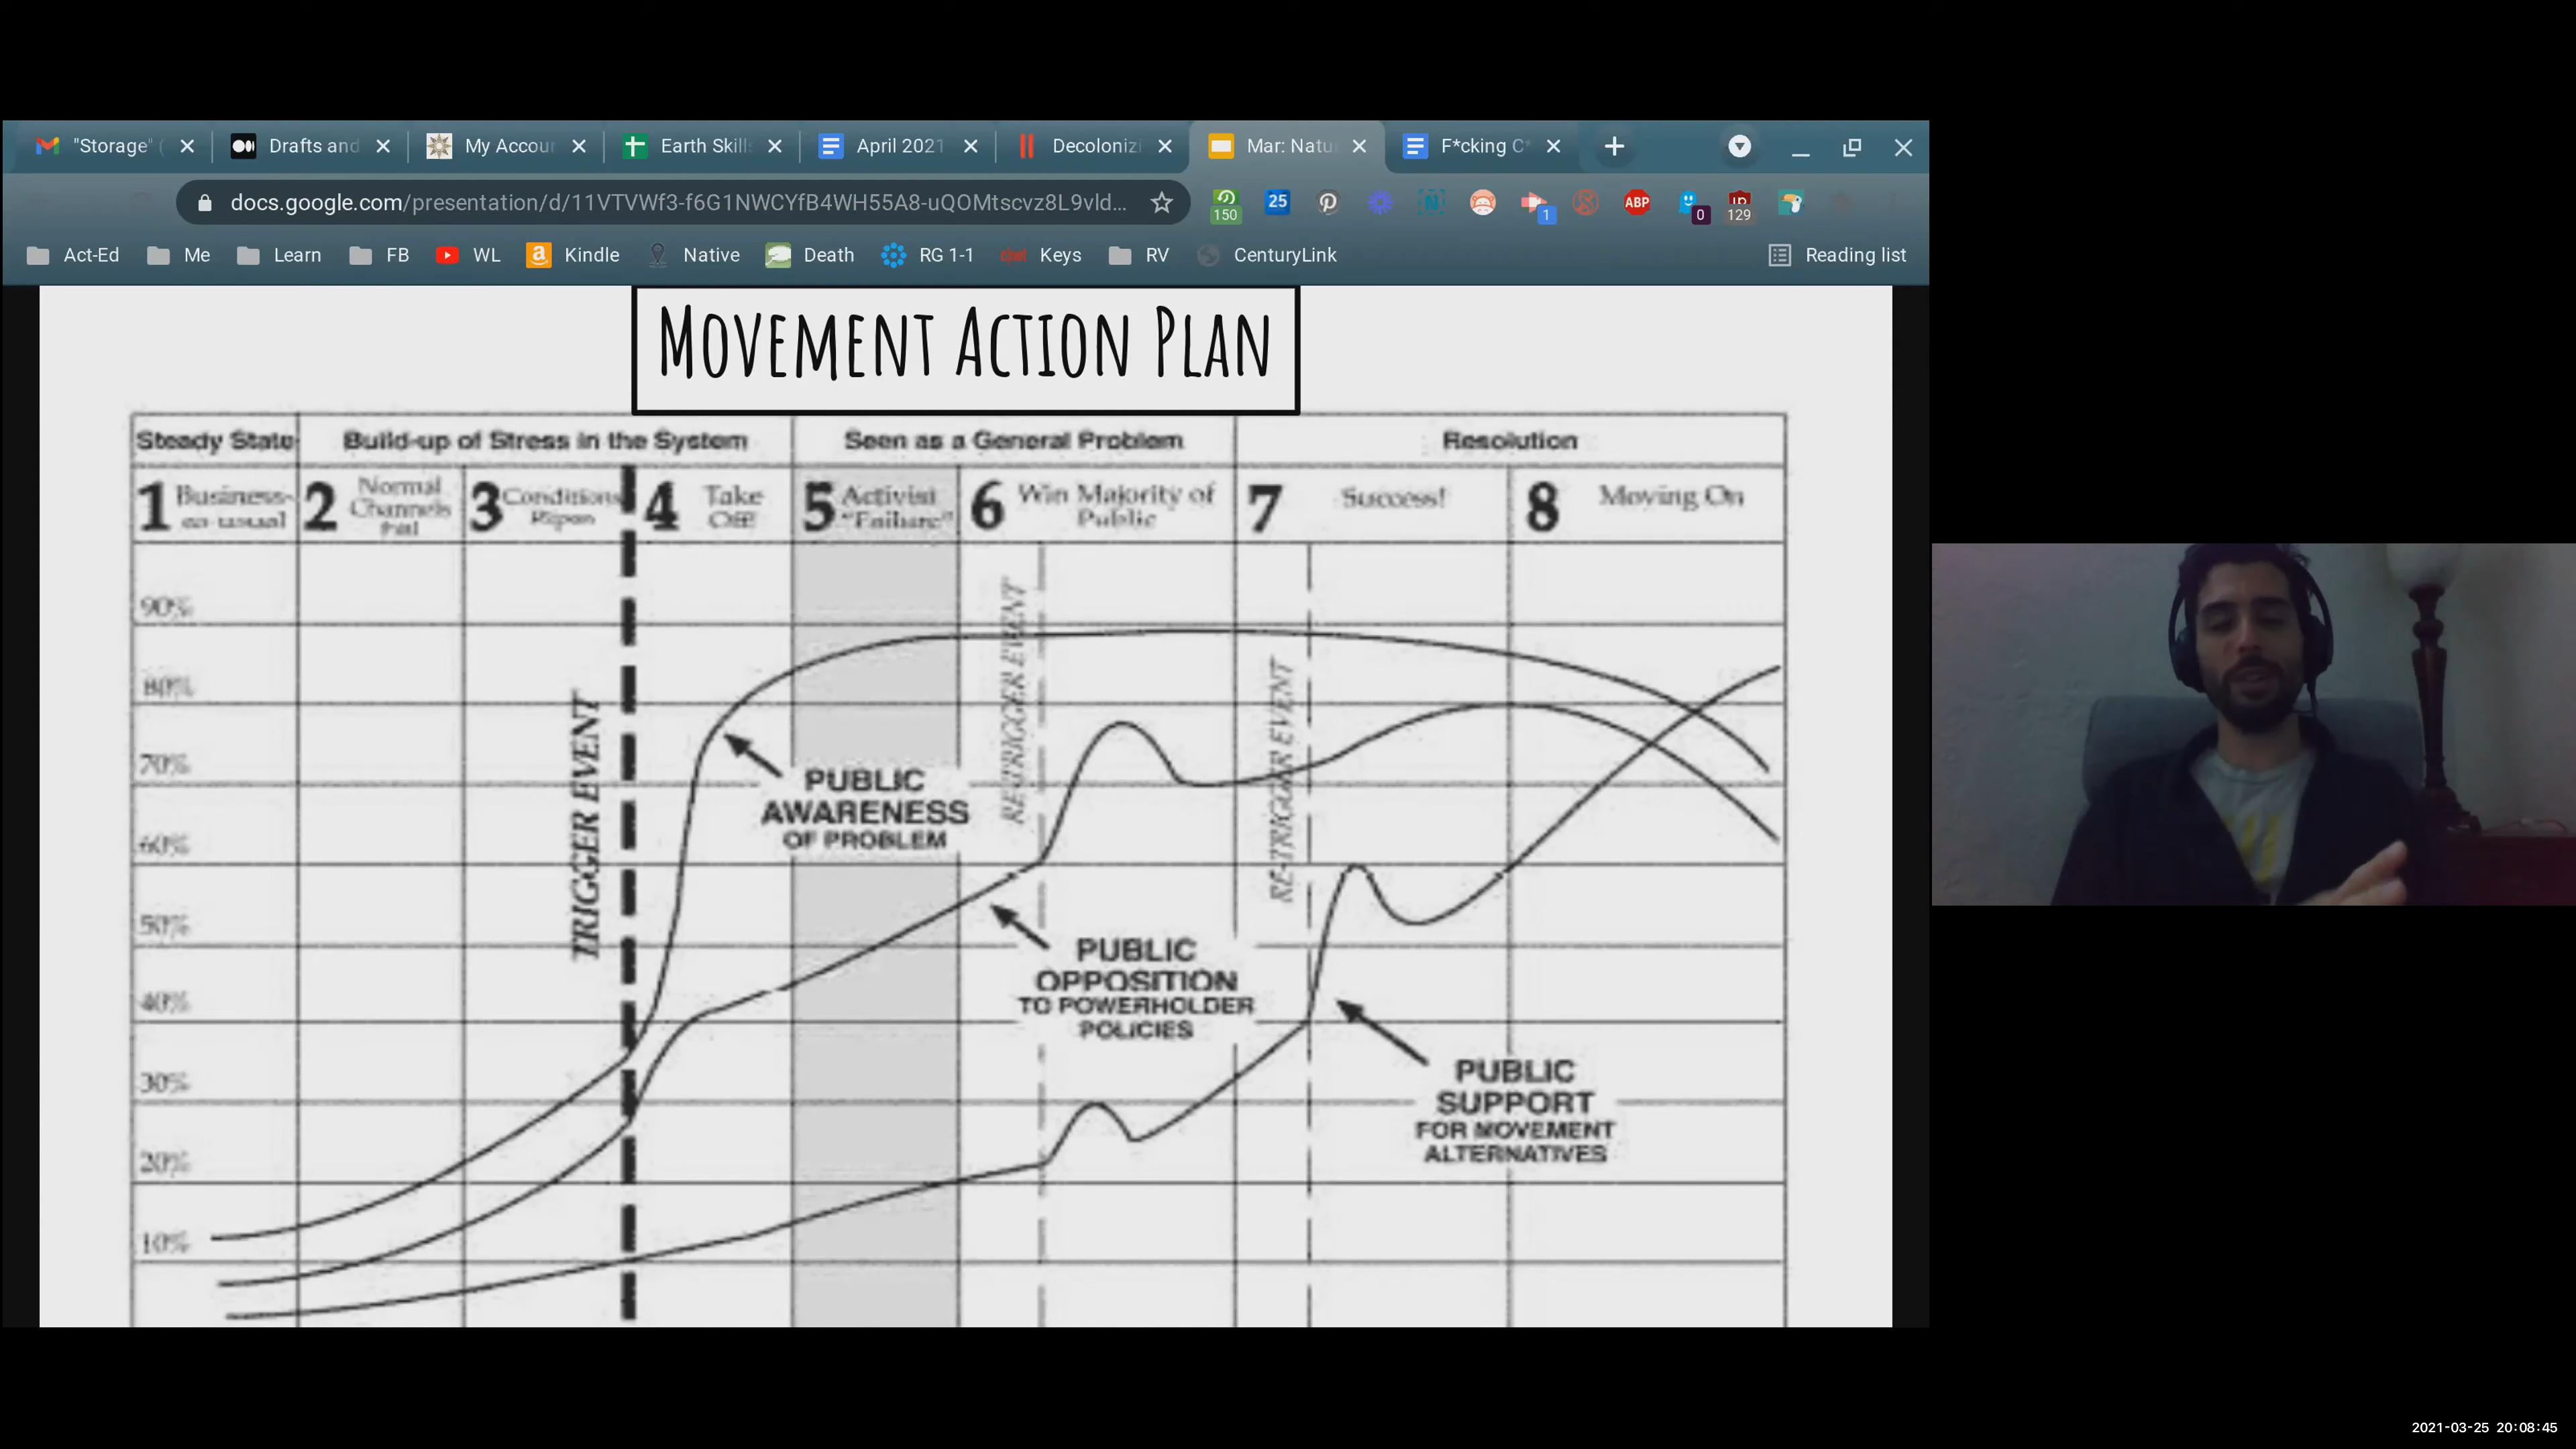 "Storage" (
Drafts and
My Accour
Earth Skill
April 2021
Decoloniz
Mar: Natu
F*cking C*
docs.google.com/presentation/d/11VTVWf3-f6G1NWCYfB4WH55A8-uQOMtscvz8L9vld...
150
25
1
ABP
0
129
Act-Ed
Me
Learn
FB
WL
Kindle
Native
Death
RG 1-1
Keys
RV
CenturyLink
Reading list
MOVEMENT ACTION PLAN
Steady State
Build-up of Stress in the System
Seen as a General Problem
Resolution
1 Business-
as-usual
2 Normal
Channels
fail
3 Conditions
Ripen
4 Take
Off!
5 Activist
"Failure"
6 Win Majority of
Public
7 Success!
8 Moving On
90%
80%
70%
60%
50%
40%
30%
20%
10%
TRIGGER EVENT
RE-TRIGGER EVENT
RE-TRIGGER EVENT
PUBLIC
AWARENESS
OF PROBLEM
PUBLIC
OPPOSITION
TO POWERHOLDER
POLICIES
PUBLIC
SUPPORT
FOR MOVEMENT
ALTERNATIVES
2021-03-25 20:08:45